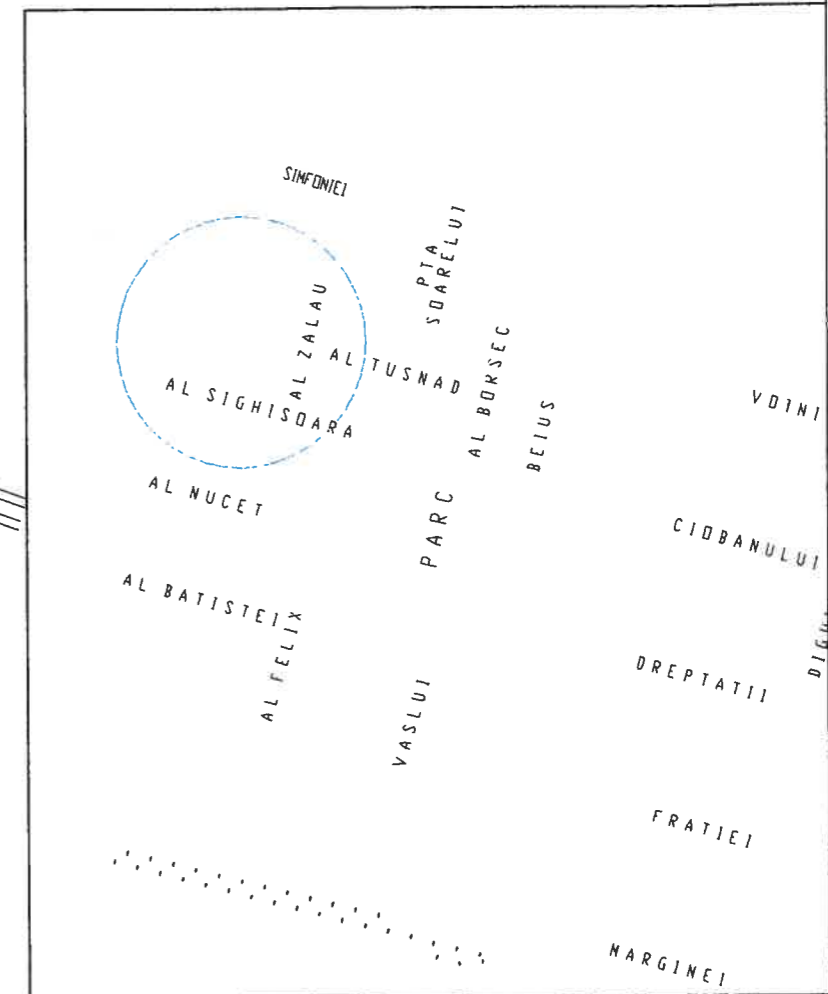 SIMFONIEI
PTA
SOARELUI
AL ZALAU
AL TUSNAD
AL BORSEC
AL SIGHISOARA
BEIUS
VOINI
AL NUCET
PARC
CIOBANULUI
AL BATISTEI
AL FELIX
DREPTATII
VASLUI
FRATIEI
MARGINEI